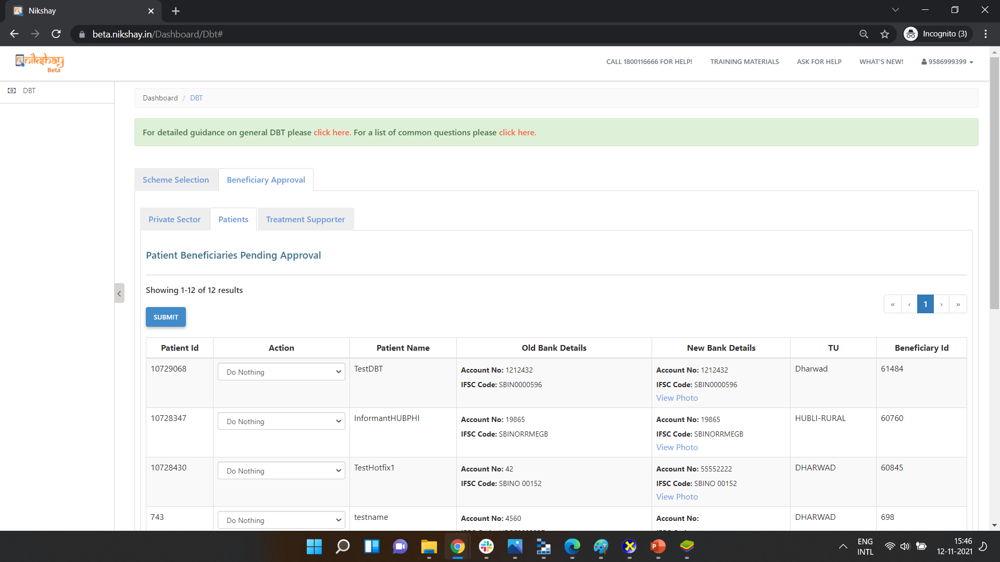 Nikshay
beta.nikshay.in/Dashboard/Dbt#
Incognito (3)
nikshay
Beta
CALL 1800116666 FOR HELP! TRAINING MATERIALS ASK FOR HELP WHAT'S NEW! 9586999399
DBT
Dashboard / DBT
For detailed guidance on general DBT please click here. For a list of common questions please click here.
Scheme Selection Beneficiary Approval
Private Sector Patients Treatment Supporter
Patient Beneficiaries Pending Approval
Showing 1-12 of 12 results
« ‹ 1 › »
SUBMIT
Patient Id Action Patient Name Old Bank Details New Bank Details TU Beneficiary Id
10729068 Do Nothing TestDBT Account No: 1212432 Account No: 1212432 Dharwad 61484
IFSC Code: SBIN0000596 IFSC Code: SBIN0000596
View Photo
10728347 Do Nothing InformantHUBPHI Account No: 19865 Account No: 19865 HUBLI-RURAL 60760
IFSC Code: SBINORRMEGB IFSC Code: SBINORRMEGB
View Photo
10728430 Do Nothing TestHotfix1 Account No: 42 Account No: 55552222 DHARWAD 60845
IFSC Code: SBINO 00152 IFSC Code: SBINO 00152
View Photo
743 Do Nothing testname Account No: 4560 Account No: DHARWAD 698
ENG
INTL
15:46
12-11-2021